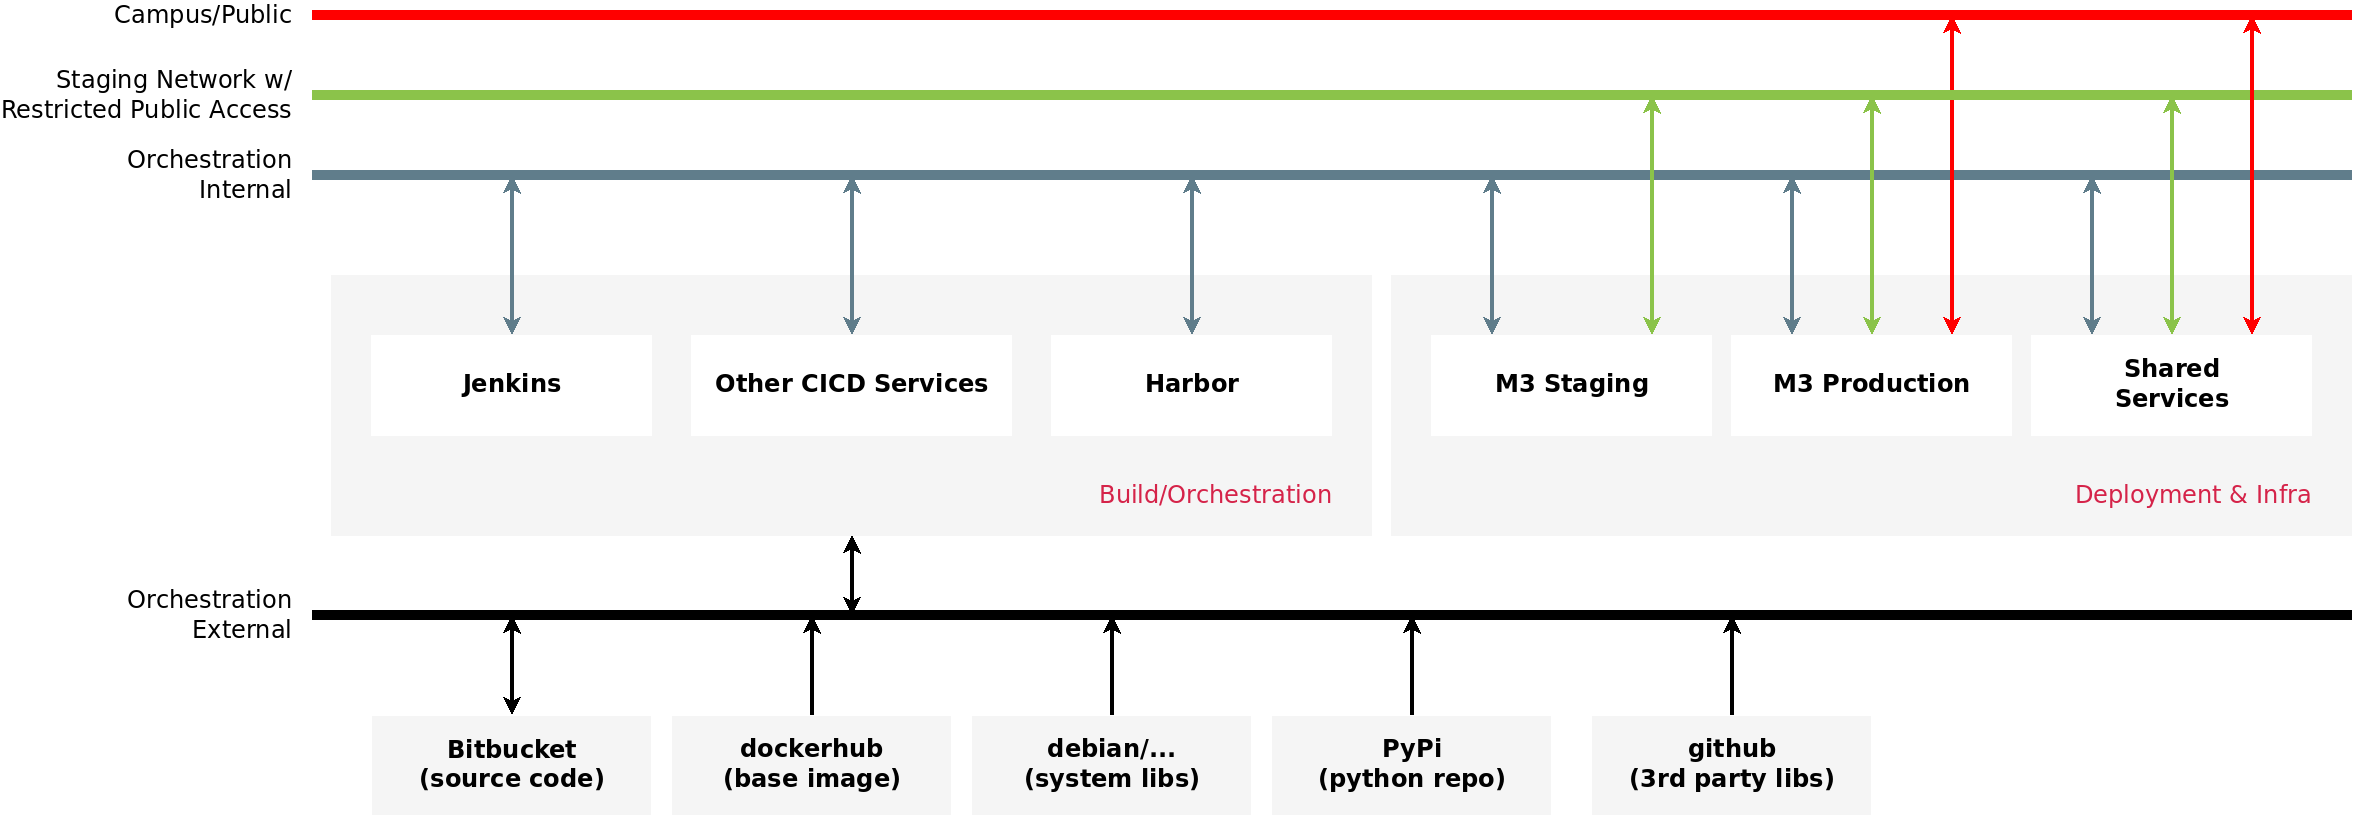 Campus/Public
Staging Network w/
Restricted Public Access
Orchestration
Internal
Jenkins
Other CICD Services
Harbor
M3 Staging
M3 Production
Shared
Services
Build/Orchestration
Deployment & Infra
Orchestration
External
Bitbucket
(source code)
dockerhub
(base image)
debian/...
(system libs)
PyPi
(python repo)
github
(3rd party libs)